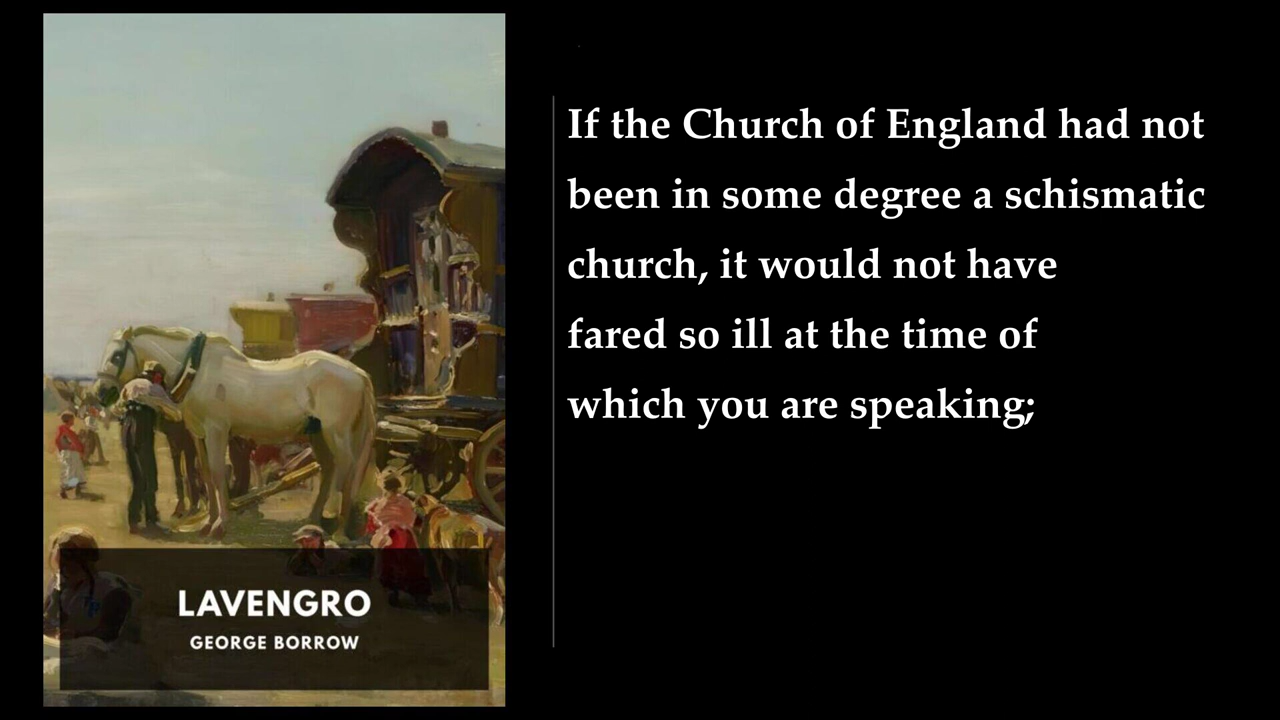 LAVENGRO
GEORGE BORROW
If the Church of England had not
been in some degree a schismatic
church, it would not have
fared so ill at the time of
which you are speaking;